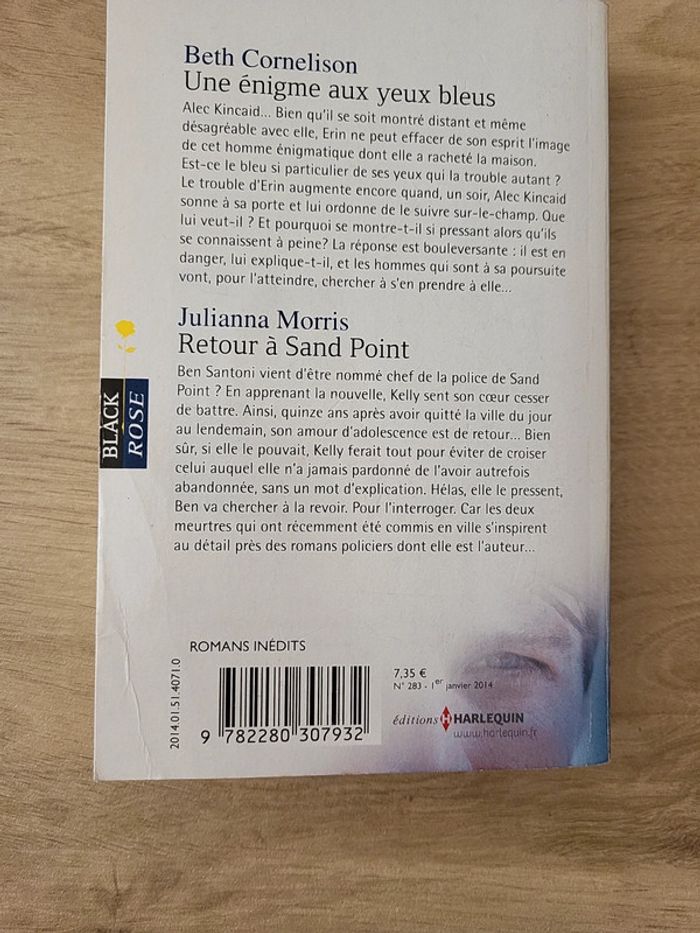 Beth Cornelison
Une énigme aux yeux bleus
Alec Kincaid... Bien qu'il se soit montré distant et même
désagréable avec elle, Erin ne peut effacer de son esprit l'image
de cet homme énigmatique dont elle a racheté la maison.
Est-ce le bleu si particulier de ses yeux qui la trouble autant ?
Le trouble d'Erin augmente encore quand, un soir, Alec Kincaid
sonne à sa porte et lui ordonne de le suivre sur-le-champ. Que
lui veut-il ? Et pourquoi se montre-t-il si pressant alors qu'ils
se connaissent à peine? La réponse est bouleversante : il est en
danger, lui explique-t-il, et les hommes qui sont à sa poursuite
vont, pour l'atteindre, chercher à s'en prendre à elle...
Julianna Morris
Retour à Sand Point
Ben Santoni vient d'être nommé chef de la police de Sand
Point ? En apprenant la nouvelle, Kelly sent son cœur cesser
de battre. Ainsi, quinze ans après avoir quitté la ville du jour
au lendemain, son amour d'adolescence est de retour... Bien
sûr, si elle le pouvait, Kelly ferait tout pour éviter de croiser
celui auquel elle n'a jamais pardonné de l'avoir autrefois
abandonnée, sans un mot d'explication. Hélas, elle le pressent,
Ben va chercher à la revoir. Pour l'interroger. Car les deux
meurtres qui ont récemment été commis en ville s'inspirent
au détail près des romans policiers dont elle est l'auteur...
BLACK
ROSE
ROMANS INÉDITS
2014.01.51.4071.0
9 782280 307932
7,35 €
N° 283 - 1er janvier 2014
éditions H HARLEQUIN
www.harlequin.fr